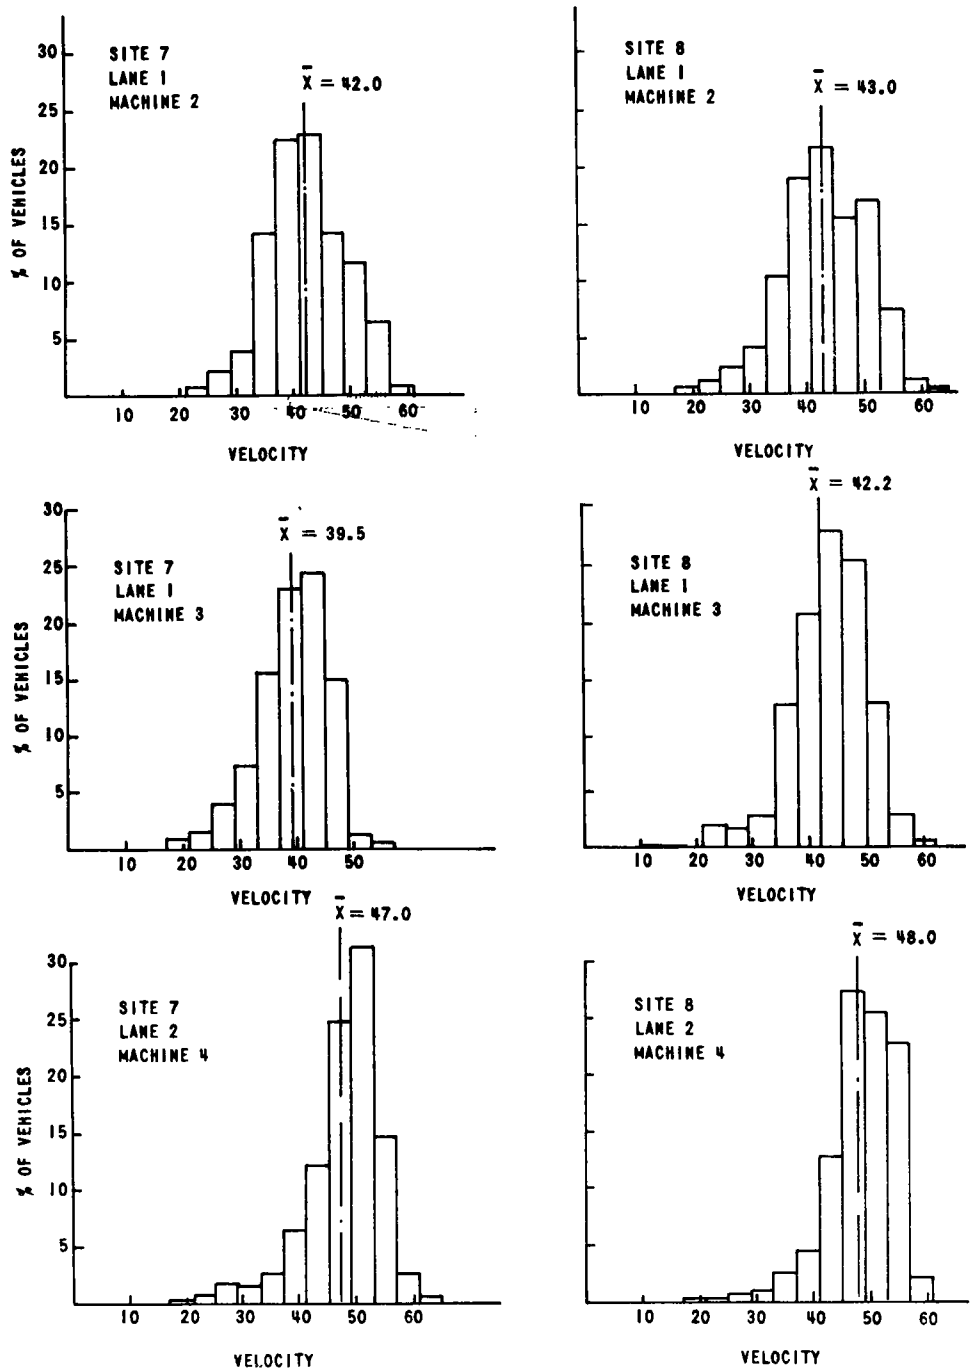 SITE 7
LANE 1
MACHINE 2
X̄ = 42.0
% OF VEHICLES
30
25
20
15
10
5
10 20 30 40 50 60
VELOCITY
SITE 8
LANE 1
MACHINE 2
X̄ = 43.0
10 20 30 40 50 60
VELOCITY
SITE 7
LANE 1
MACHINE 3
X̄ = 39.5
% OF VEHICLES
30
25
20
15
10
5
10 20 30 40 50
VELOCITY
SITE 8
LANE 1
MACHINE 3
X̄ = 42.2
10 20 30 40 50 60
VELOCITY
SITE 7
LANE 2
MACHINE 4
X̄ = 47.0
% OF VEHICLES
30
25
20
15
10
5
10 20 30 40 50 60
VELOCITY
SITE 8
LANE 2
MACHINE 4
X̄ = 48.0
10 20 30 40 50 60
VELOCITY